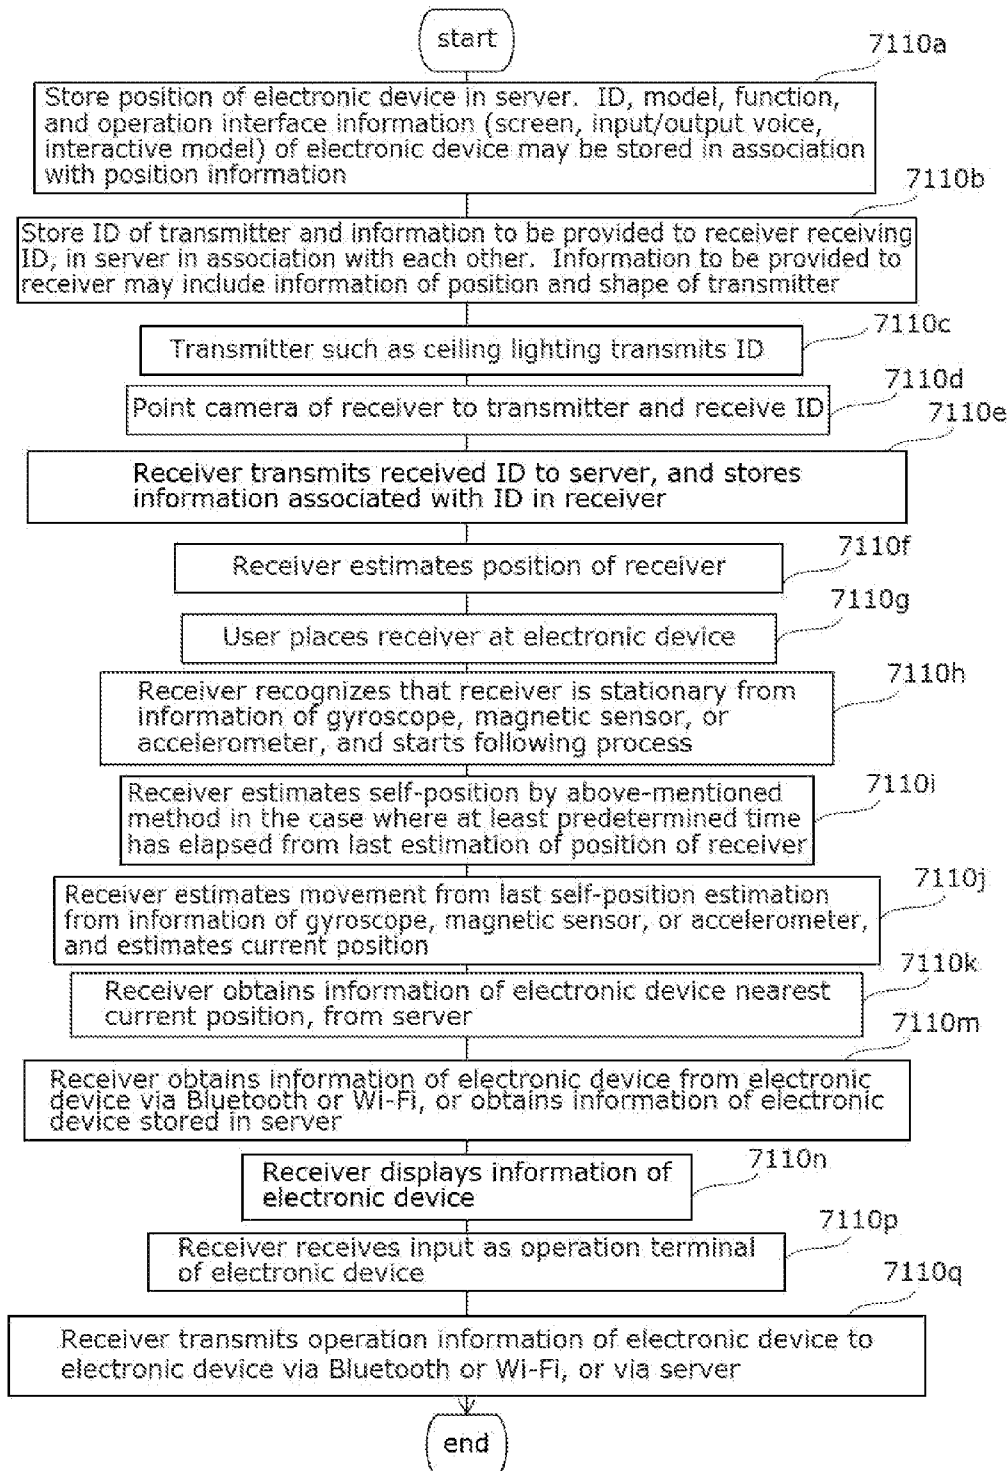 start
7110a
Store position of electronic device in server. ID, model, function,
and operation interface information (screen, input/output voice,
interactive model) of electronic device may be stored in association
with position information
7110b
Store ID of transmitter and information to be provided to receiver receiving
ID, in server in association with each other. Information to be provided to
receiver may include information of position and shape of transmitter
7110c
Transmitter such as ceiling lighting transmits ID
7110d
Point camera of receiver to transmitter and receive ID
7110e
Receiver transmits received ID to server, and stores
information associated with ID in receiver
7110f
Receiver estimates position of receiver
7110g
User places receiver at electronic device
7110h
Receiver recognizes that receiver is stationary from
information of gyroscope, magnetic sensor, or
accelerometer, and starts following process
7110i
Receiver estimates self-position by above-mentioned
method in the case where at least predetermined time
has elapsed from last estimation of position of receiver
7110j
Receiver estimates movement from last self-position estimation
from information of gyroscope, magnetic sensor, or accelerometer,
and estimates current position
7110k
Receiver obtains information of electronic device nearest
current position, from server
7110m
Receiver obtains information of electronic device from electronic
device via Bluetooth or Wi-Fi, or obtains information of electronic
device stored in server
7110n
Receiver displays information of
electronic device
7110p
Receiver receives input as operation terminal
of electronic device
7110q
Receiver transmits operation information of electronic device to
electronic device via Bluetooth or Wi-Fi, or via server
end